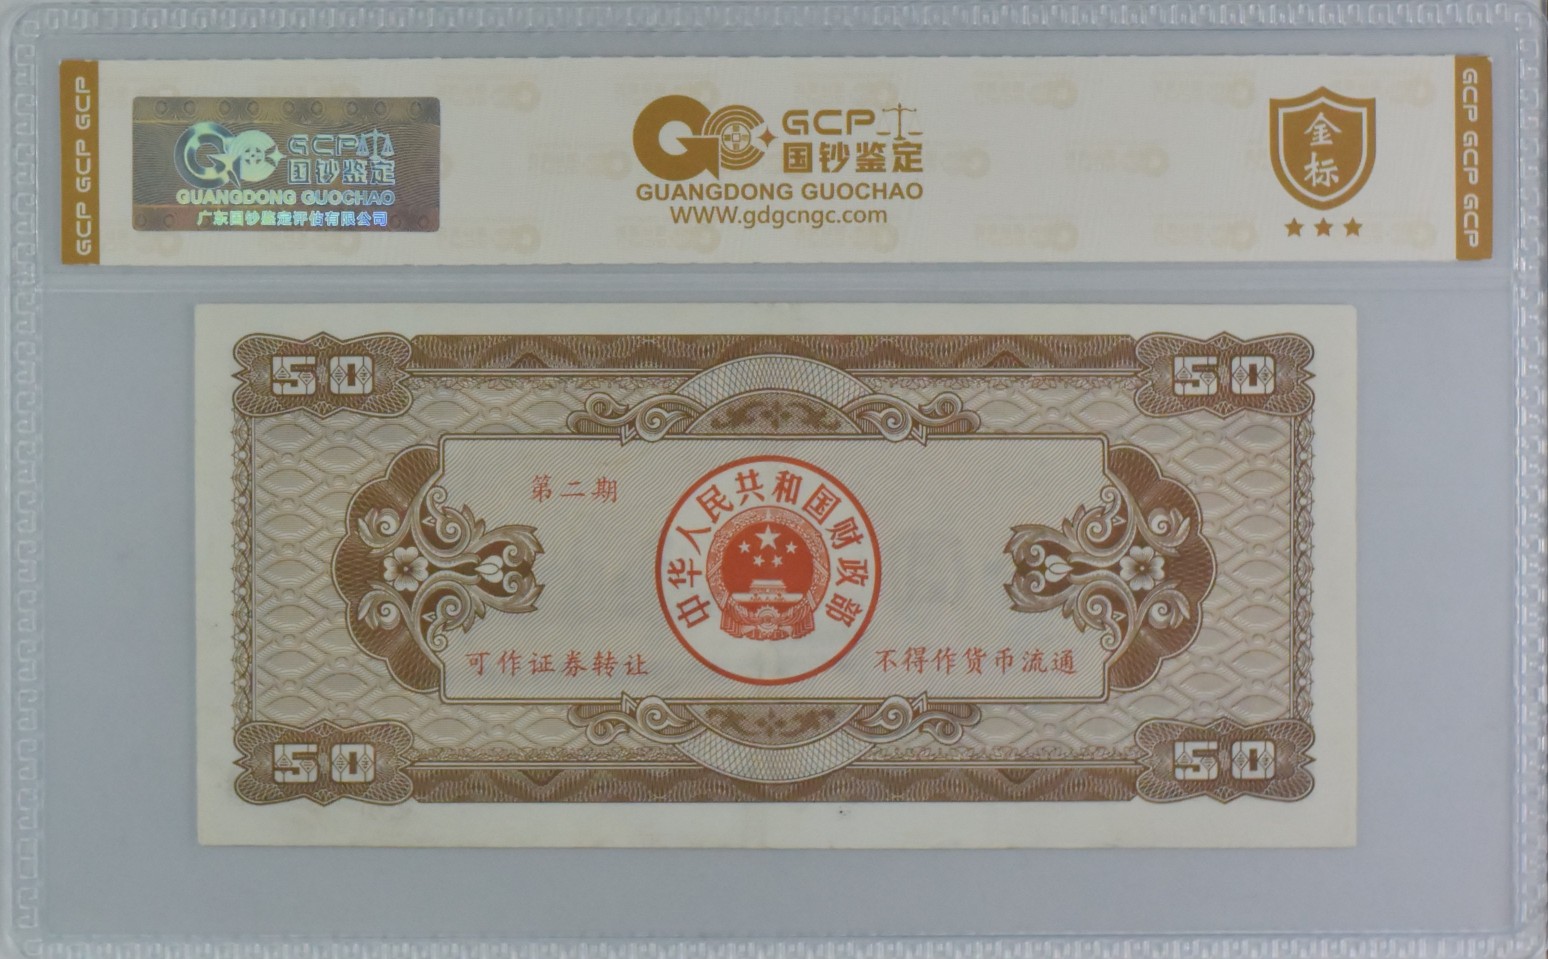 GCP GCP GCP
GCP
国钞鉴定
GUANGDONG GUOCHAO
广东国钞鉴定评估有限公司
GCP
国钞鉴定
GUANGDONG GUOCHAO
WWW.gdgcngc.com
金标
GCP GCP GCP
50
50
第二期
中华人民共和国财政部
可作证券转让
不得作货币流通
50
50